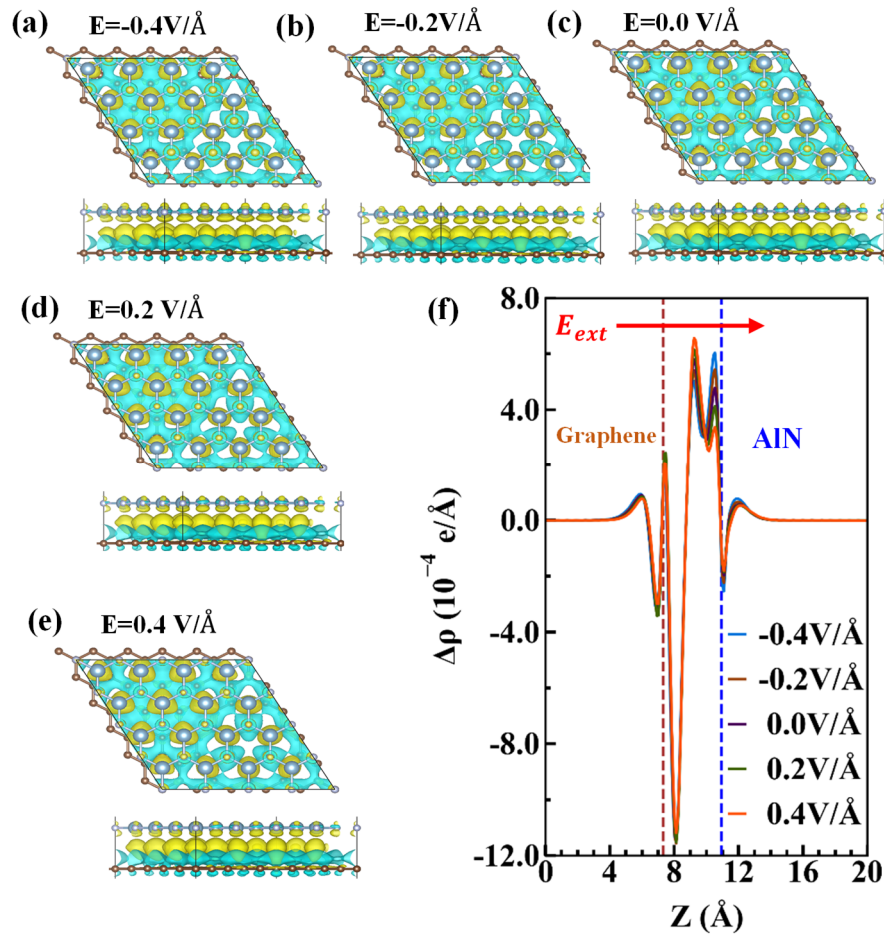 (a) E=-0.4V/Å
(b) E=-0.2V/Å
(c) E=0.0 V/Å
(d) E=0.2 V/Å
(e) E=0.4 V/Å
(f)
8.0
4.0
0.0
-4.0
-8.0
-12.0
Δρ (10⁻⁴ e/Å)
E_ext
Graphene
AlN
-0.4V/Å
-0.2V/Å
0.0V/Å
0.2V/Å
0.4V/Å
0 4 8 12 16 20
Z (Å)